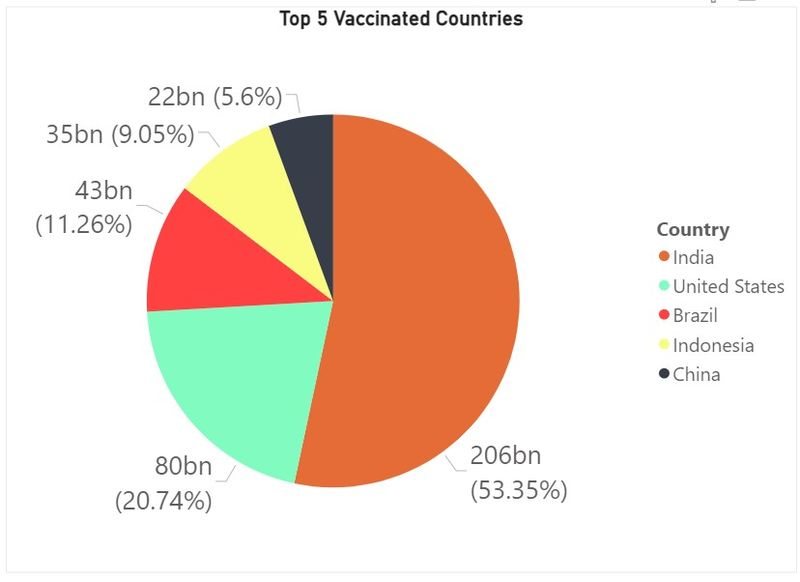 Top 5 Vaccinated Countries
22bn (5.6%)
35bn (9.05%)
43bn
(11.26%)
80bn
(20.74%)
206bn
(53.35%)
Country
India
United States
Brazil
Indonesia
China